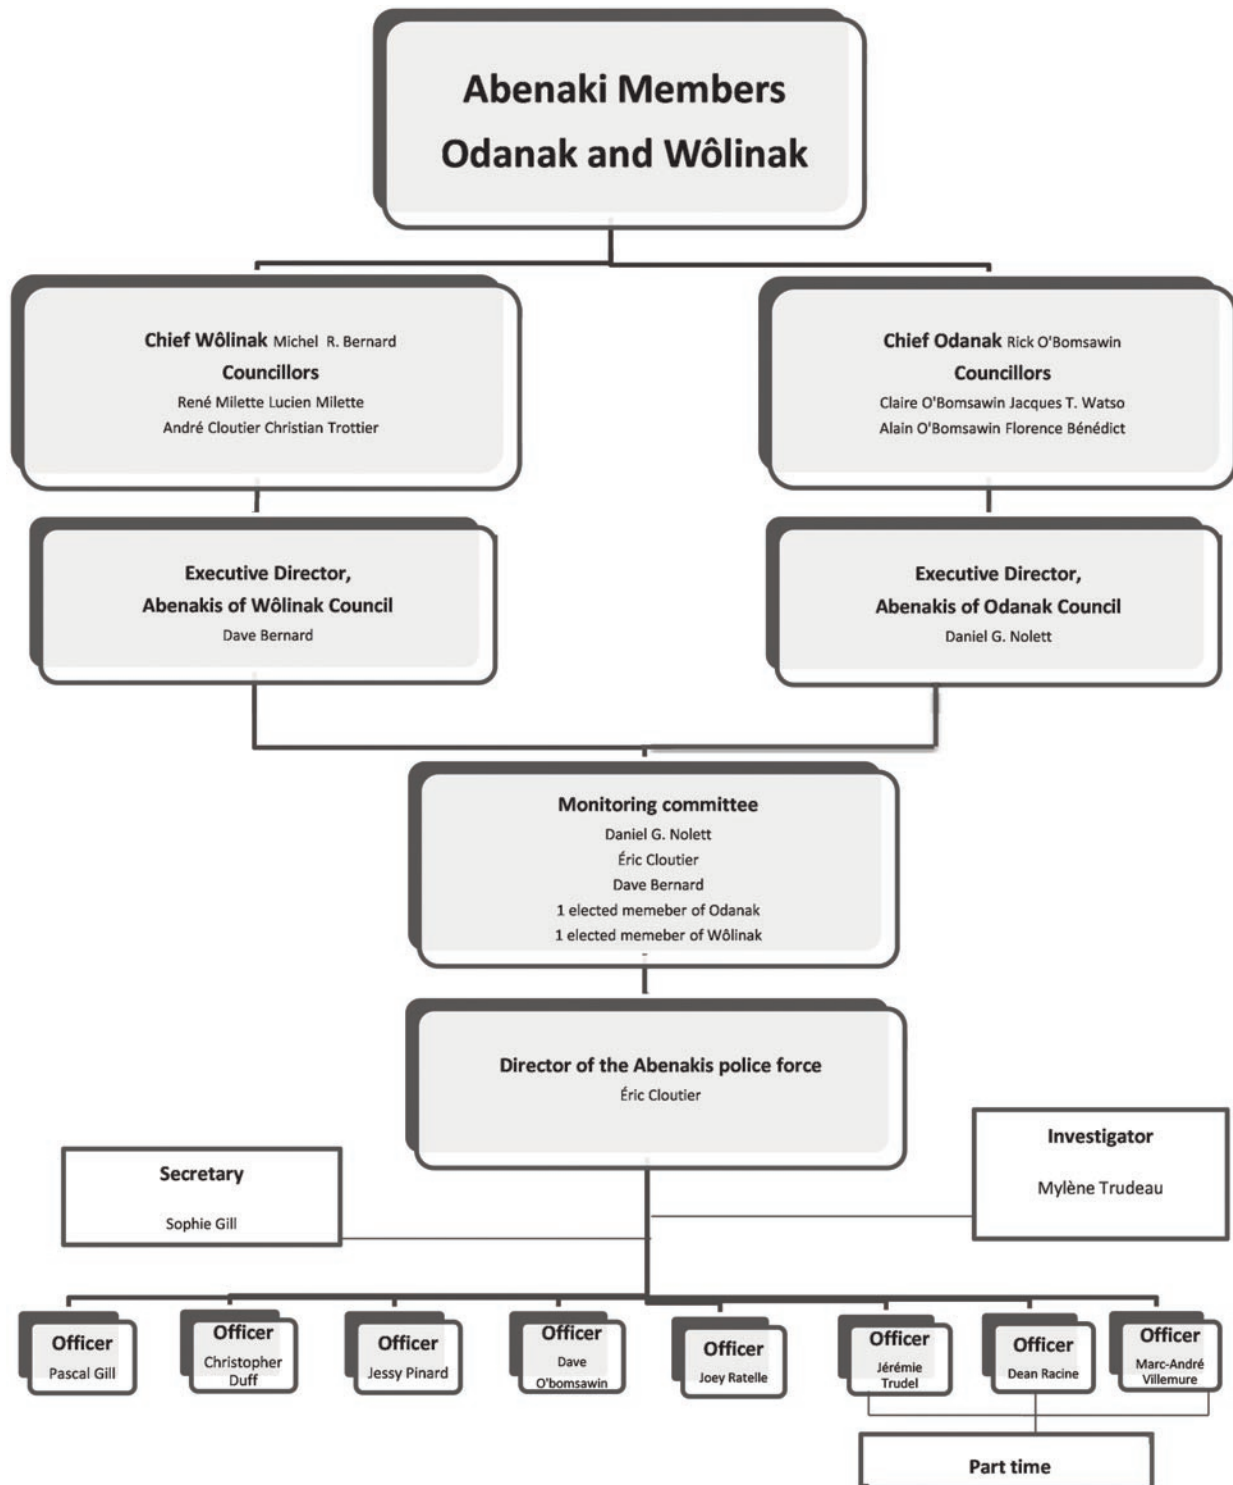 Abenaki Members
Odanak and Wôlinak
Chief Wôlinak Michel R. Bernard
Councillors
René Milette Lucien Milette
André Cloutier Christian Trottier
Chief Odanak Rick O'Bomsawin
Councillors
Claire O'Bomsawin Jacques T. Watso
Alain O'Bomsawin Florence Bénédict
Executive Director,
Abenakis of Wôlinak Council
Dave Bernard
Executive Director,
Abenakis of Odanak Council
Daniel G. Nolett
Monitoring committee
Daniel G. Nolett
Éric Cloutier
Dave Bernard
1 elected memeber of Odanak
1 elected memeber of Wôlinak
Director of the Abenakis police force
Éric Cloutier
Secretary
Sophie Gill
Investigator
Mylène Trudeau
Officer
Pascal Gill
Officer
Christopher
Duff
Officer
Jessy Pinard
Officer
Dave
O'bomsawin
Officer
Joey Ratelle
Officer
Jérémie
Trudel
Officer
Dean Racine
Officer
Marc-André
Villemure
Part time